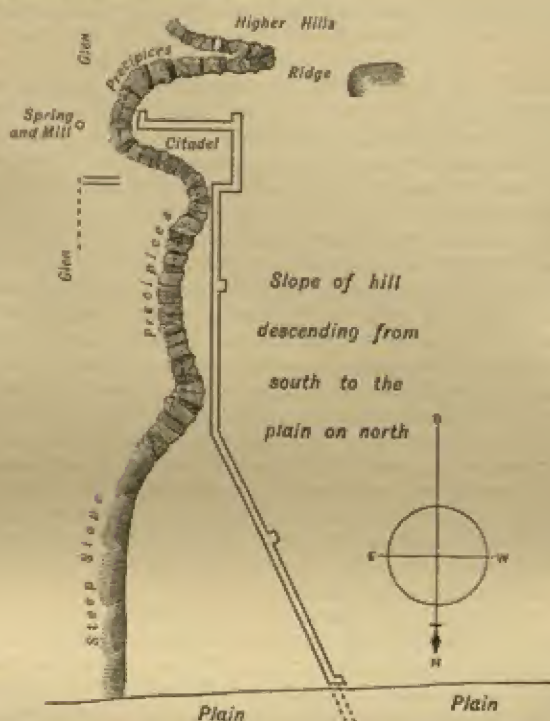 Higher Hills
Glen
Precipices
Ridge
Spring
and Mill
Citadel
precipices
Glen
Slope of hill
descending from
south to the
plain on north
S
E
W
N
Steep Slope
Plain
Plain